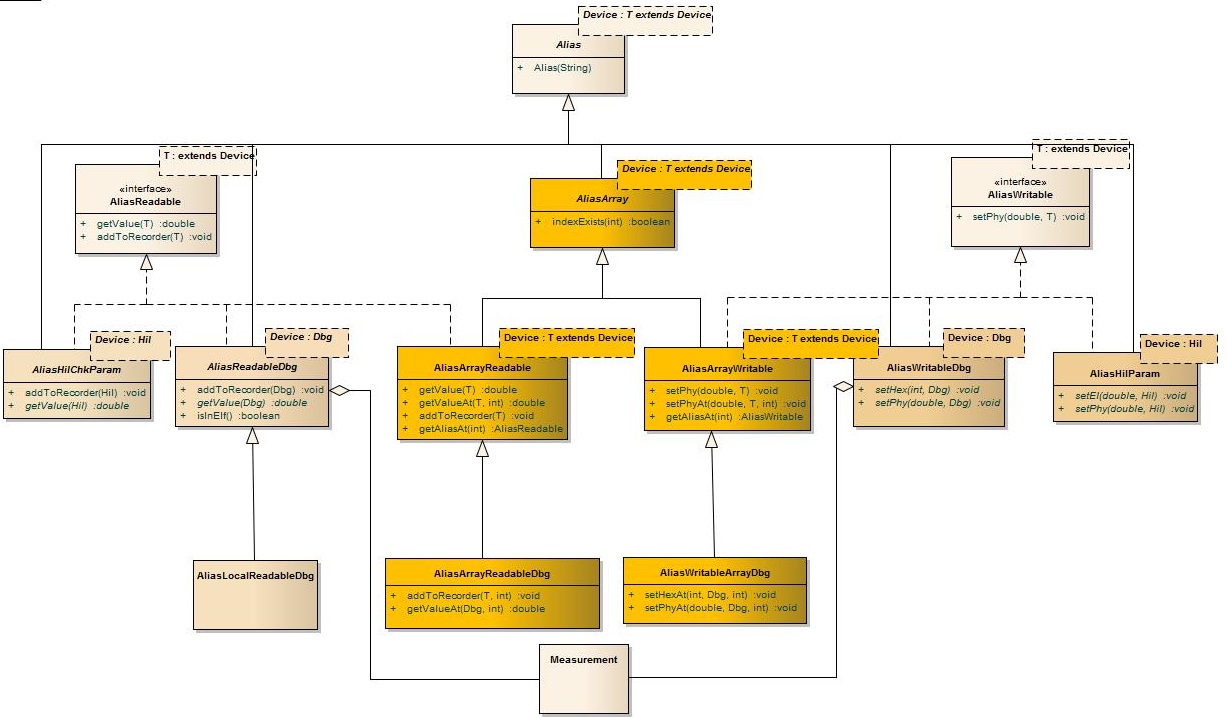 Device : T extends Device
Alias
+ Alias(String)
T : extends Device
«interface»
AliasReadable
+ getValue(T) :double
+ addToRecorder(T) :void
Device : T extends Device
AliasArray
+ indexExists(int) :boolean
T : extends Device
«interface»
AliasWritable
+ setPhy(double, T) :void
Device : Hil
AliasHilChkParam
+ addToRecorder(Hil) :void
+ getValue(Hil) :double
Device : Dbg
AliasReadableDbg
+ addToRecorder(Dbg) :void
+ getValue(Dbg) :double
+ isInElf() :boolean
Device : T extends Device
AliasArrayReadable
+ getValue(T) :double
+ getValueAt(T, int) :double
+ addToRecorder(T) :void
+ getAliasAt(int) :AliasReadable
Device : T extends Device
AliasArrayWritable
+ setPhy(double, T) :void
+ setPhyAt(double, T, int) :void
+ getAliasAt(int) :AliasWritable
Device : Dbg
AliasWritableDbg
+ setHex(int, Dbg) :void
+ setPhy(double, Dbg) :void
Device : Hil
AliasHilParam
+ setEl(double, Hil) :void
+ setPhy(double, Hil) :void
AliasLocalReadableDbg
AliasArrayReadableDbg
+ addToRecorder(T, int) :void
+ getValueAt(Dbg, int) :double
AliasWritableArrayDbg
+ setHexAt(int, Dbg, int) :void
+ setPhyAt(double, Dbg, int) :void
Measurement